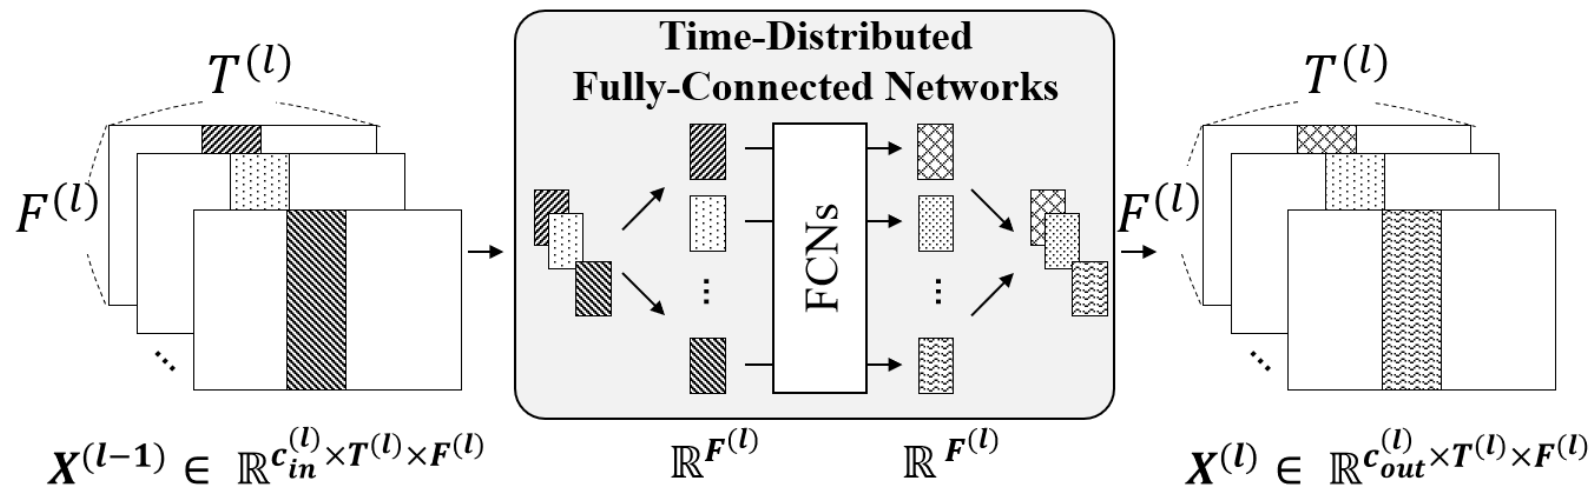 Time-Distributed
Fully-Connected Networks
T^(l)
F^(l)
FCNs
T^(l)
F^(l)
...
...
...
...
X^(l−1) ∈ ℝ^{c_in^(l)×T^(l)×F^(l)}
ℝ^{F^(l)}
ℝ^{F^(l)}
X^(l) ∈ ℝ^{c_out^(l)×T^(l)×F^(l)}